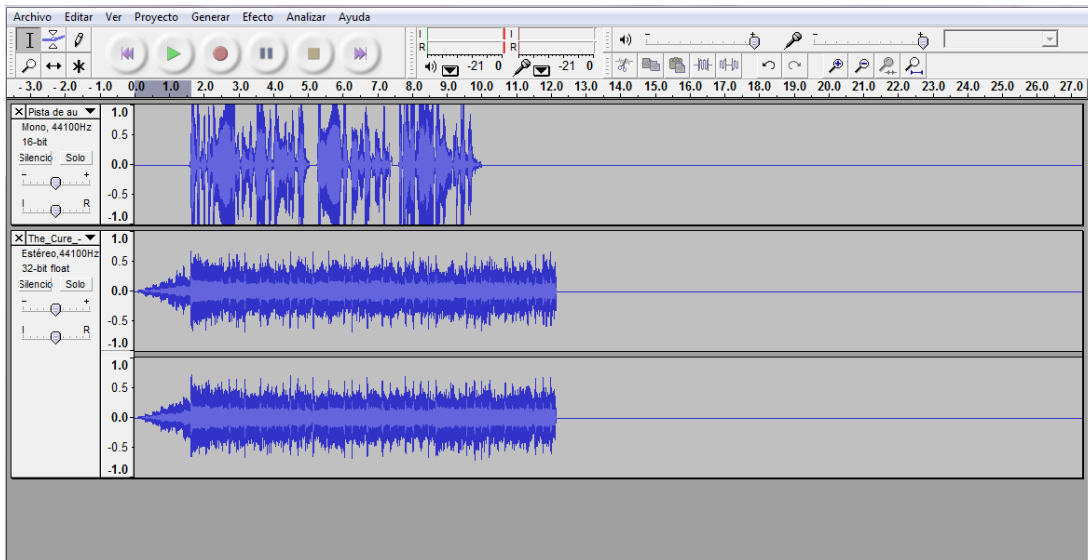 Archivo Editar Ver Proyecto Generar Efecto Analizar Ayuda
I I
R R
-21 0 -21 0
- +
- +
-3.0 -2.0 -1.0 0.0 1.0 2.0 3.0 4.0 5.0 6.0 7.0 8.0 9.0 10.0 11.0 12.0 13.0 14.0 15.0 16.0 17.0 18.0 19.0 20.0 21.0 22.0 23.0 24.0 25.0 26.0 27.0
X Pista de au
Mono, 44100Hz
16-bit
Silencio Solo
- +
I R
1.0
0.5
0.0
-0.5
-1.0
X The_Cure_-
Estéreo,44100Hz
32-bit float
Silencio Solo
- +
I R
1.0
0.5
0.0
-0.5
-1.0
1.0
0.5
0.0
-0.5
-1.0